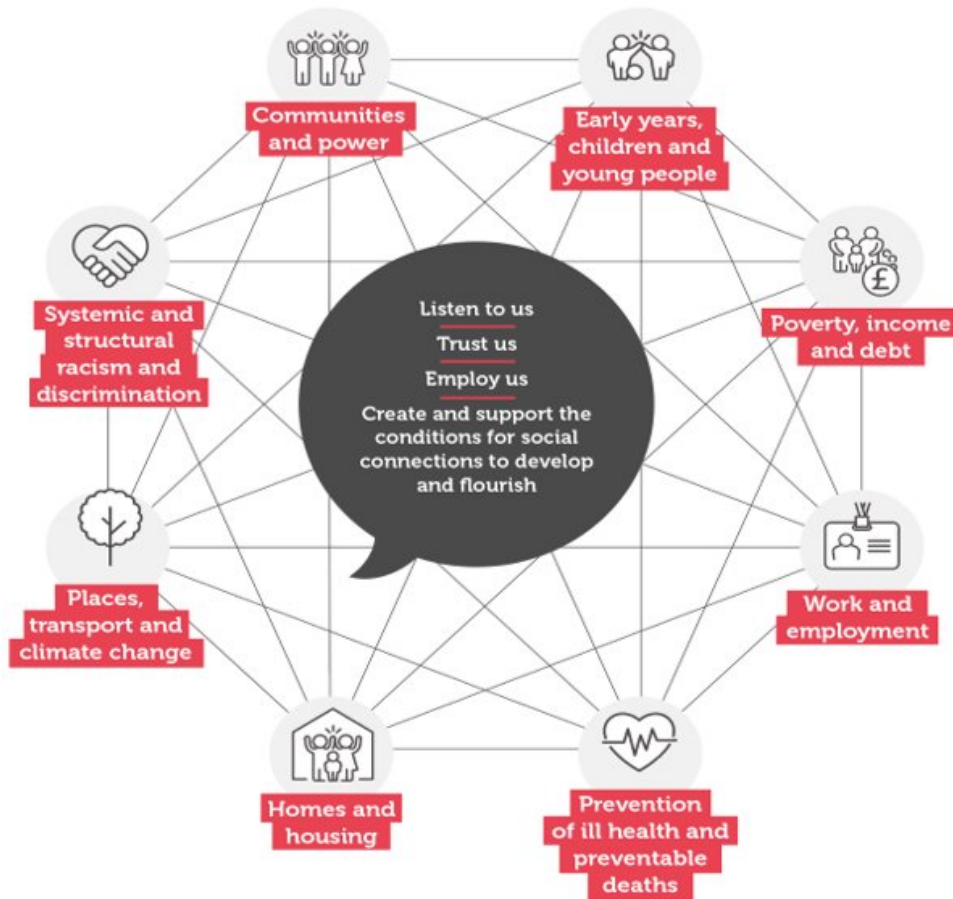 Communities
and power
Early years,
children and
young people
Systemic and
structural
racism and
discrimination
Listen to us
Trust us
Employ us
Create and support the
conditions for social
connections to develop
and flourish
£
Poverty, income
and debt
Places,
transport and
climate change
Work and
employment
Homes and
housing
Prevention
of ill health and
preventable
deaths